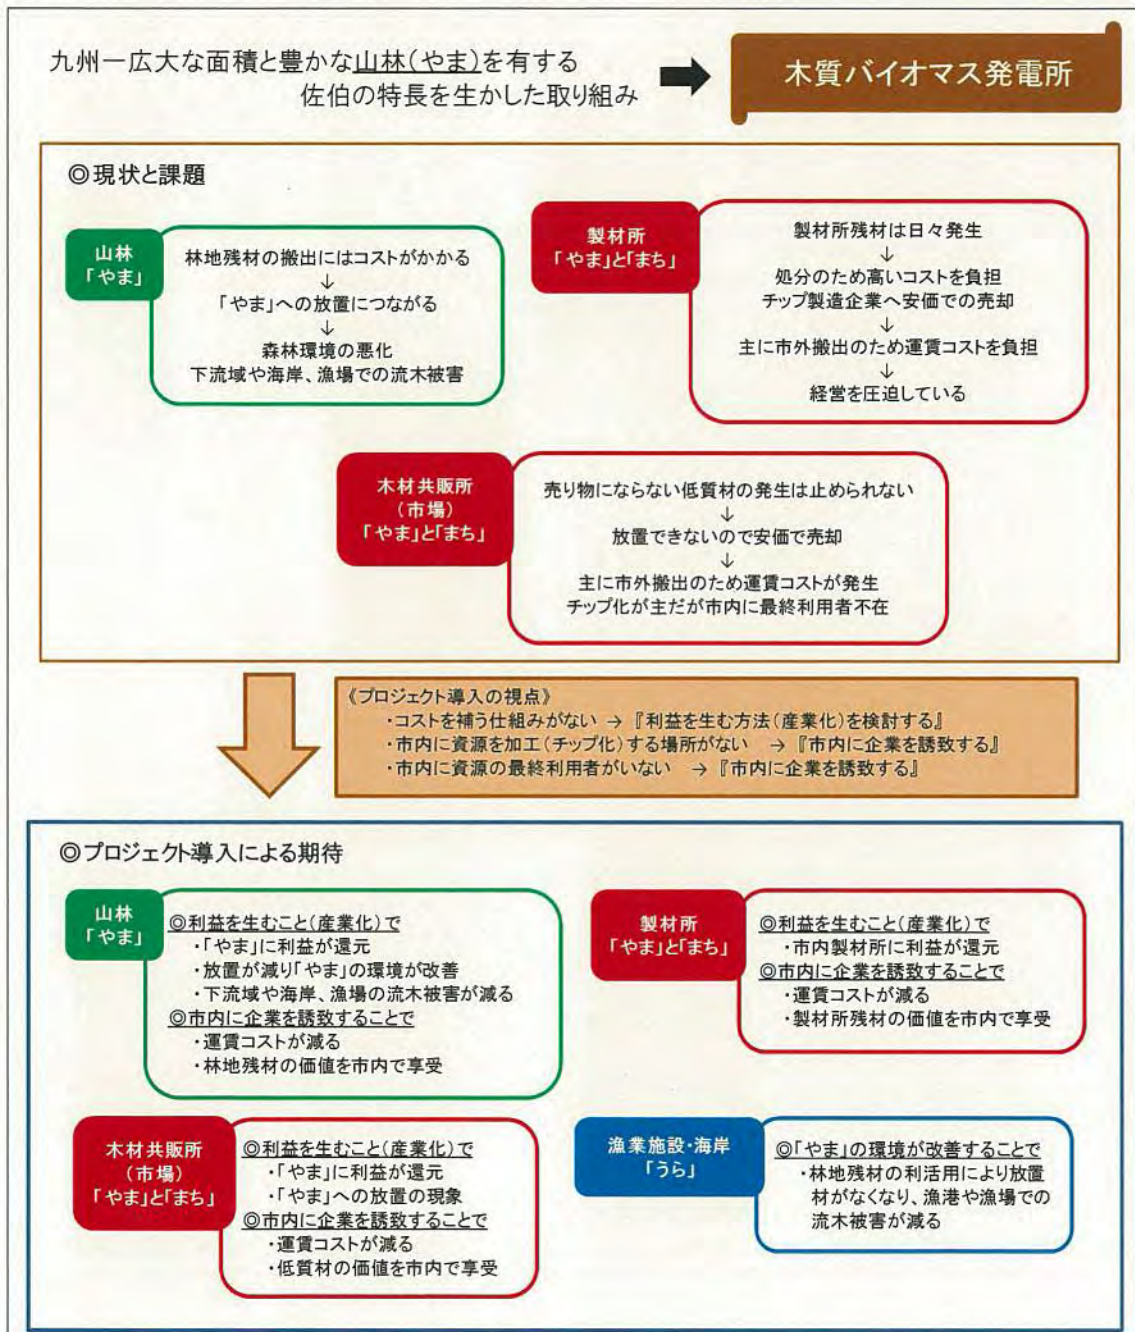 九州一広大な面積と豊かな山林(やま)を有する
佐伯の特長を生かした取り組み
木質バイオマス発電所
◎現状と課題
山林
「やま」
林地残材の搬出にはコストがかかる
↓
「やま」への放置につながる
↓
森林環境の悪化
下流域や海岸、漁場での流木被害
製材所
「やま」と「まち」
製材所残材は日々発生
↓
処分のため高いコストを負担
チップ製造企業へ安価での売却
↓
主に市外搬出のため運賃コストを負担
↓
経営を圧迫している
木材共販所
(市場)
「やま」と「まち」
売り物にならない低質材の発生は止められない
↓
放置できないので安価で売却
↓
主に市外搬出のため運賃コストが発生
チップ化が主だが市内に最終利用者不在
《プロジェクト導入の視点》
・コストを補う仕組みがない → 『利益を生む方法(産業化)を検討する』
・市内に資源を加工(チップ化)する場所がない → 『市内に企業を誘致する』
・市内に資源の最終利用者がいない → 『市内に企業を誘致する』
◎プロジェクト導入による期待
山林
「やま」
◎利益を生むこと(産業化)で
・「やま」に利益が還元
・放置が減り「やま」の環境が改善
・下流域や海岸、漁場の流木被害が減る
◎市内に企業を誘致することで
・運賃コストが減る
・林地残材の価値を市内で享受
製材所
「やま」と「まち」
◎利益を生むこと(産業化)で
・市内製材所に利益が還元
◎市内に企業を誘致することで
・運賃コストが減る
・製材所残材の価値を市内で享受
木材共販所
(市場)
「やま」と「まち」
◎利益を生むこと(産業化)で
・「やま」に利益が還元
・「やま」への放置の現象
◎市内に企業を誘致することで
・運賃コストが減る
・低質材の価値を市内で享受
漁業施設・海岸
「うら」
◎「やま」の環境が改善することで
・林地残材の利活用により放置
材がなくなり、漁港や漁場での
流木被害が減る